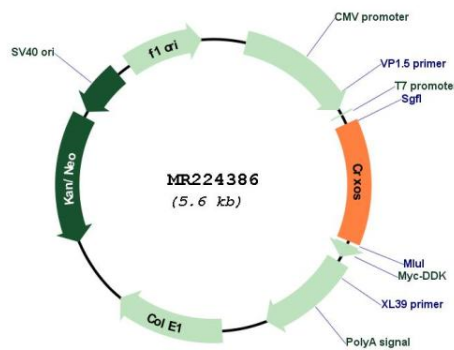 CMV promoter
SV40 ori
f1 ori
VP1.5 primer
T7 promoter
SgfI
Crxos
Kan/Neo
MR224386
(5.6 kb)
MluI
Myc-DDK
XL39 primer
Col E1
PolyA signal